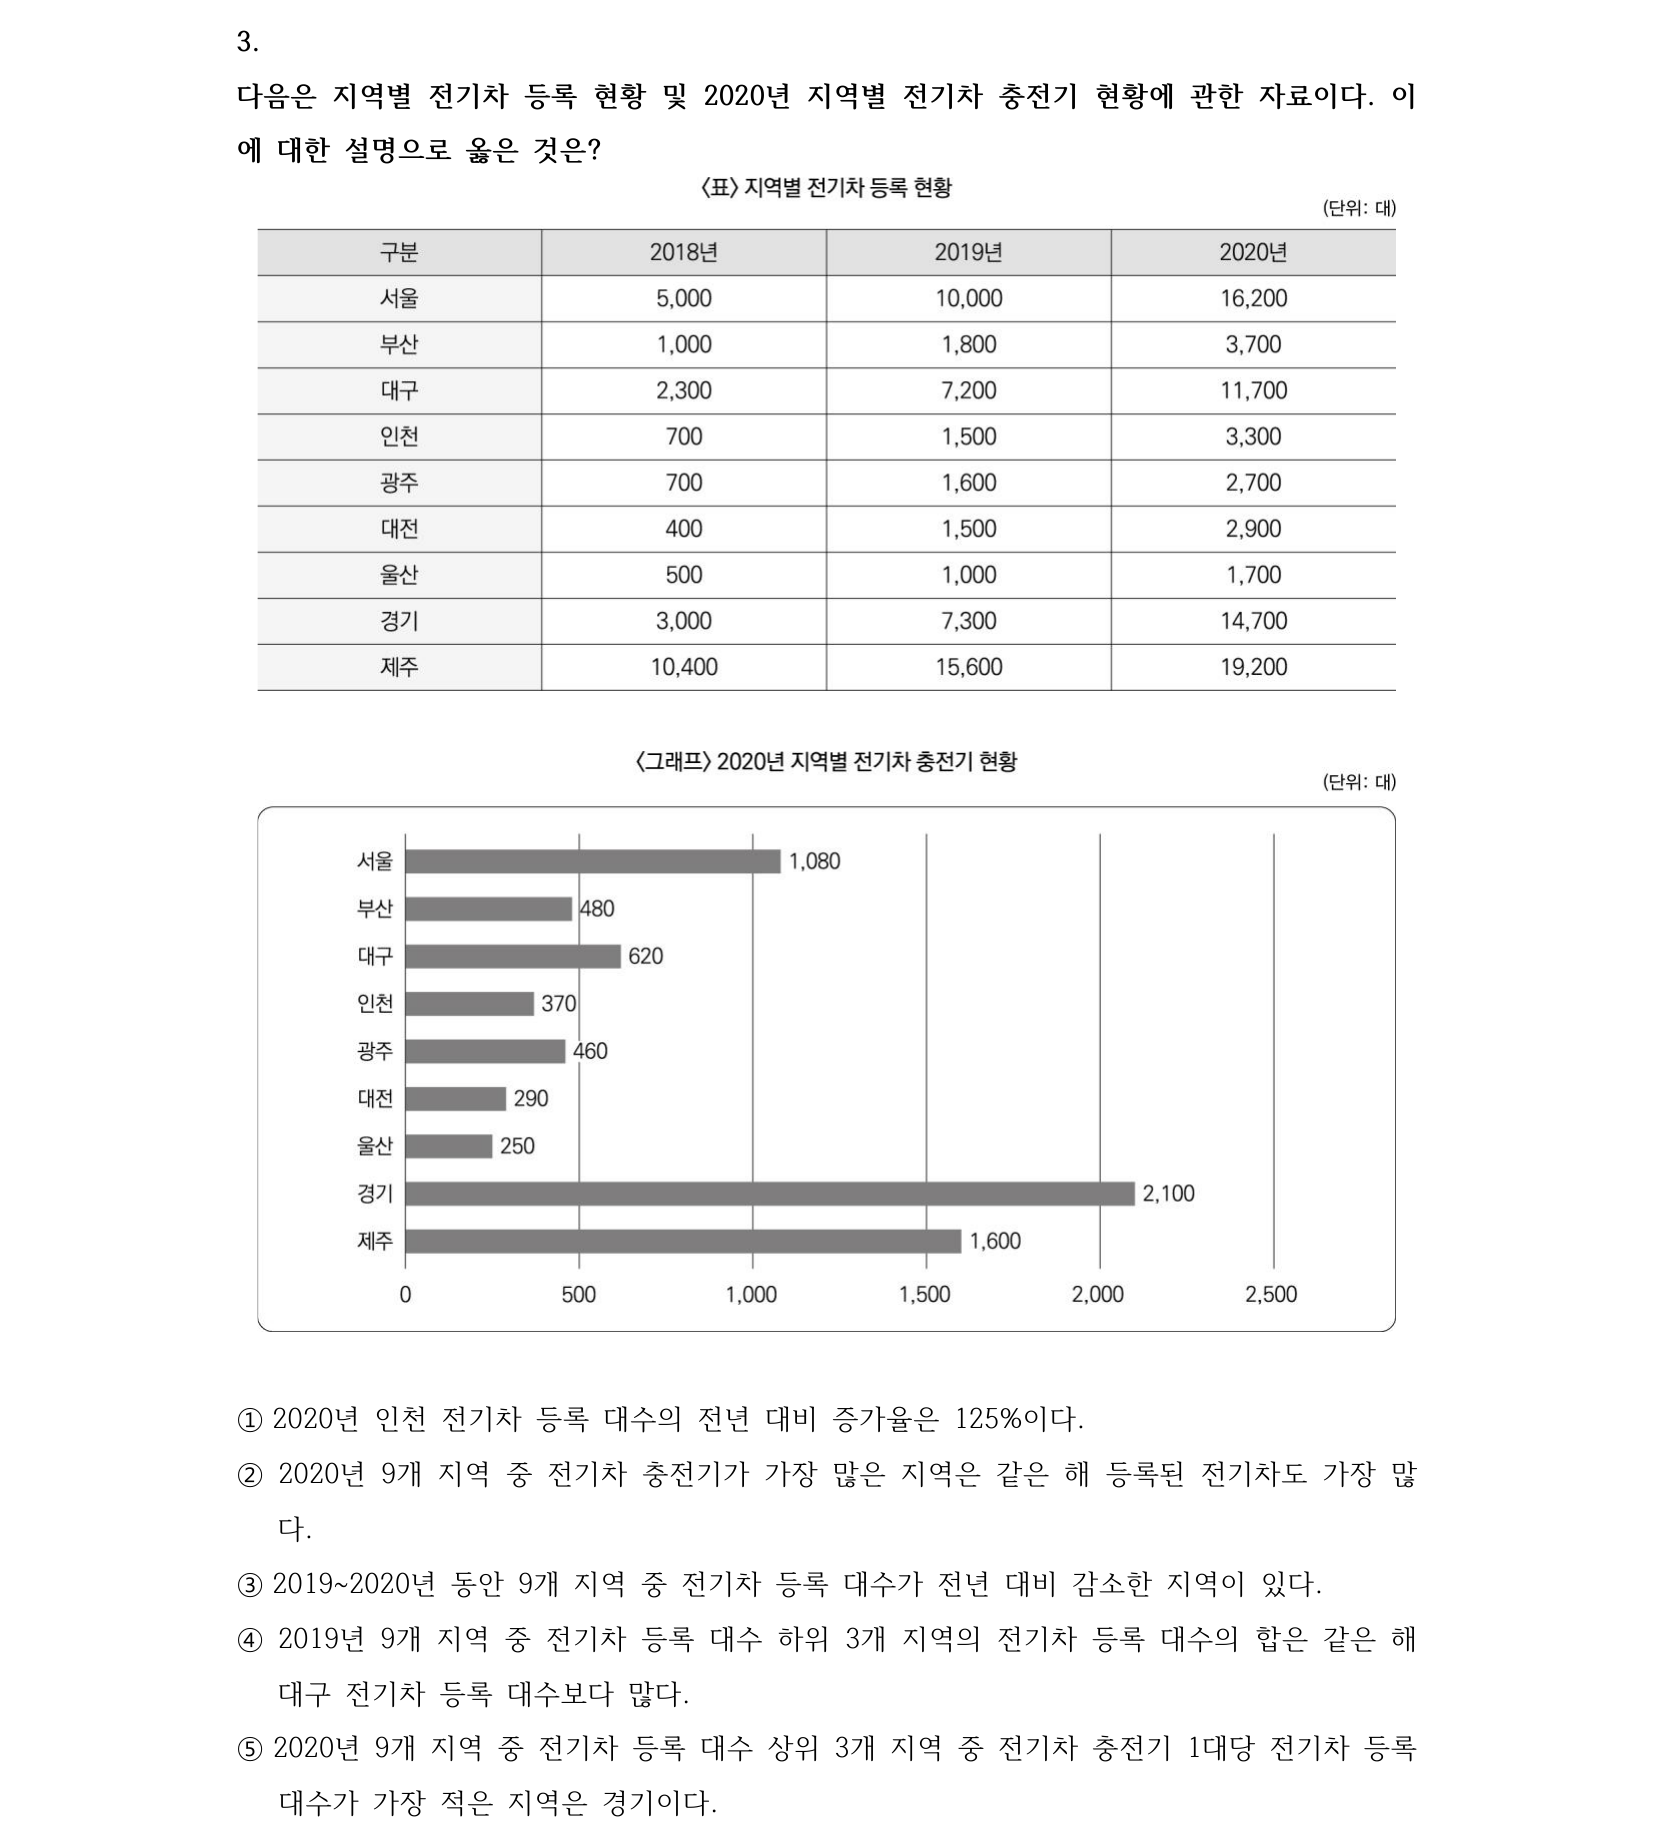 3.
다음은 지역별 전기차 등록 현황 및 2020년 지역별 전기차 충전기 현황에 관한 자료이다. 이
에 대한 설명으로 옳은 것은?
〈표〉 지역별 전기차 등록 현황
(단위: 대)
구분 2018년 2019년 2020년
서울 5,000 10,000 16,200
부산 1,000 1,800 3,700
대구 2,300 7,200 11,700
인천 700 1,500 3,300
광주 700 1,600 2,700
대전 400 1,500 2,900
울산 500 1,000 1,700
경기 3,000 7,300 14,700
제주 10,400 15,600 19,200
〈그래프〉 2020년 지역별 전기차 충전기 현황
(단위: 대)
서울 1,080
부산 480
대구 620
인천 370
광주 460
대전 290
울산 250
경기 2,100
제주 1,600
0 500 1,000 1,500 2,000 2,500
① 2020년 인천 전기차 등록 대수의 전년 대비 증가율은 125%이다.
② 2020년 9개 지역 중 전기차 충전기가 가장 많은 지역은 같은 해 등록된 전기차도 가장 많
다.
③ 2019~2020년 동안 9개 지역 중 전기차 등록 대수가 전년 대비 감소한 지역이 있다.
④ 2019년 9개 지역 중 전기차 등록 대수 하위 3개 지역의 전기차 등록 대수의 합은 같은 해
대구 전기차 등록 대수보다 많다.
⑤ 2020년 9개 지역 중 전기차 등록 대수 상위 3개 지역 중 전기차 충전기 1대당 전기차 등록
대수가 가장 적은 지역은 경기이다.